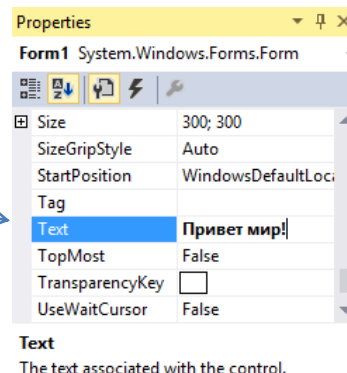 Properties
Form1 System.Windows.Forms.Form
Size 300; 300
SizeGripStyle Auto
StartPosition WindowsDefaultLoca
Tag
Text Привет мир!
TopMost False
TransparencyKey
UseWaitCursor False
Text
The text associated with the control.